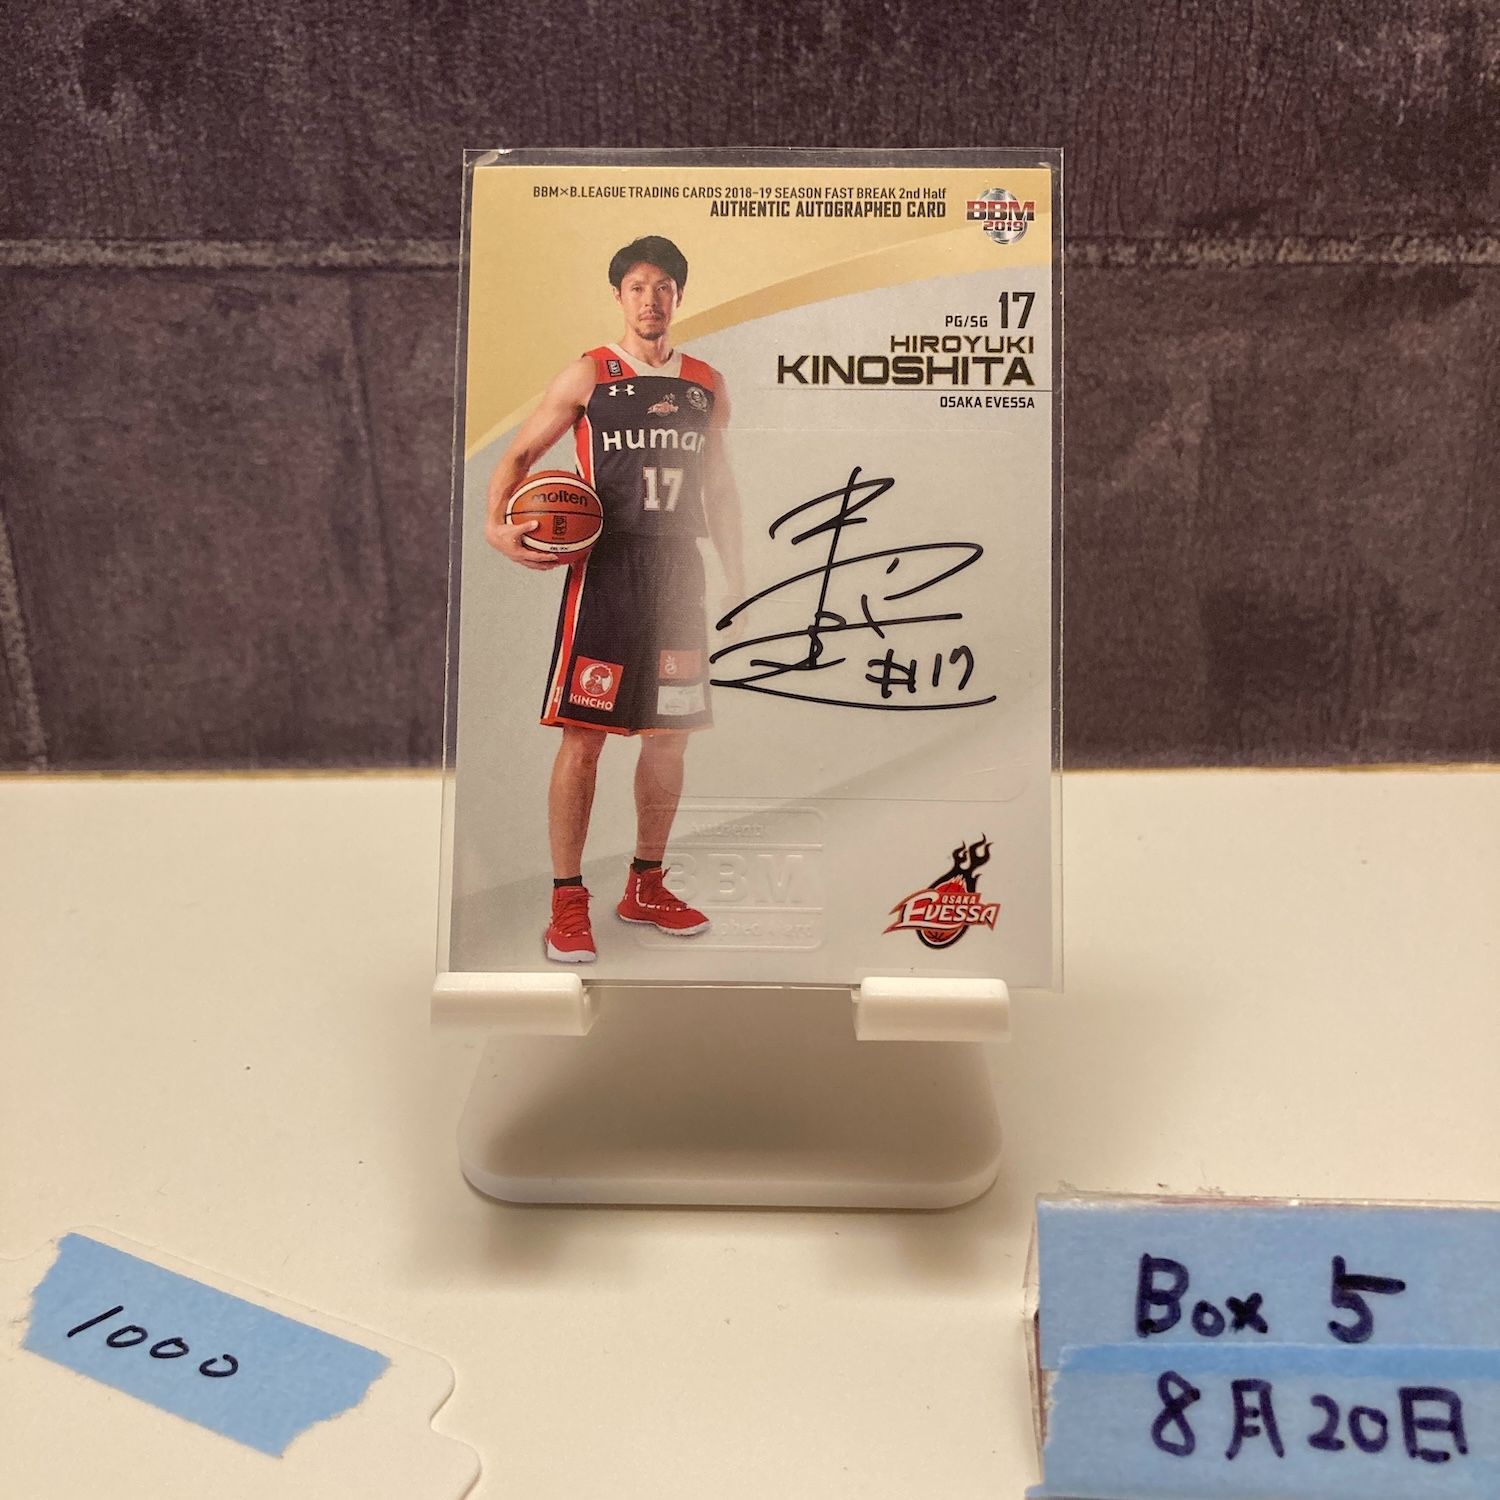 BBM×B.LEAGUE TRADING CARDS 2018-19 SEASON FAST BREAK 2nd Half
AUTHENTIC AUTOGRAPHED CARD
BBM
2019
PG/SG 17
HIROYUKI
KINOSHITA
OSAKA EVESSA
Human
17
molten
#17
KINCHO
BBM
OSAKA
EVESSA
1000
Box 5
8月20日